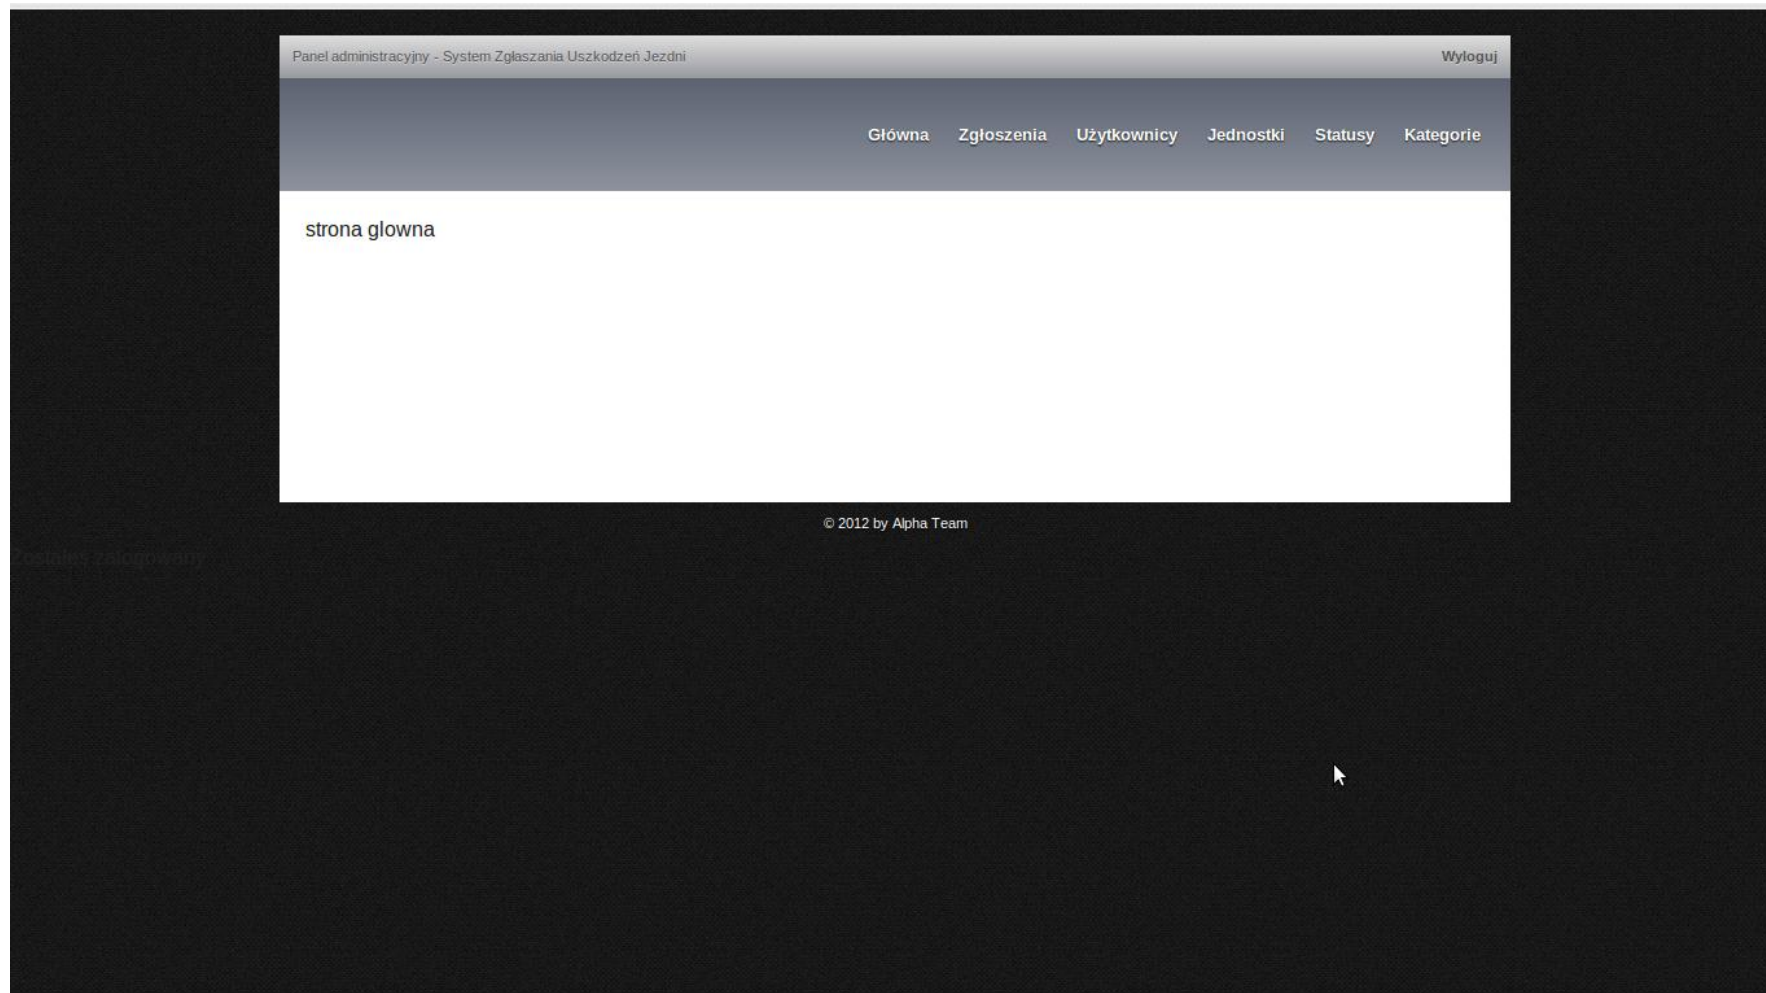 Panel administracyjny - System Zgłaszania Uszkodzeń Jezdni Wyloguj
Główna Zgłoszenia Użytkownicy Jednostki Statusy Kategorie
strona glowna
© 2012 by Alpha Team
zalogowany